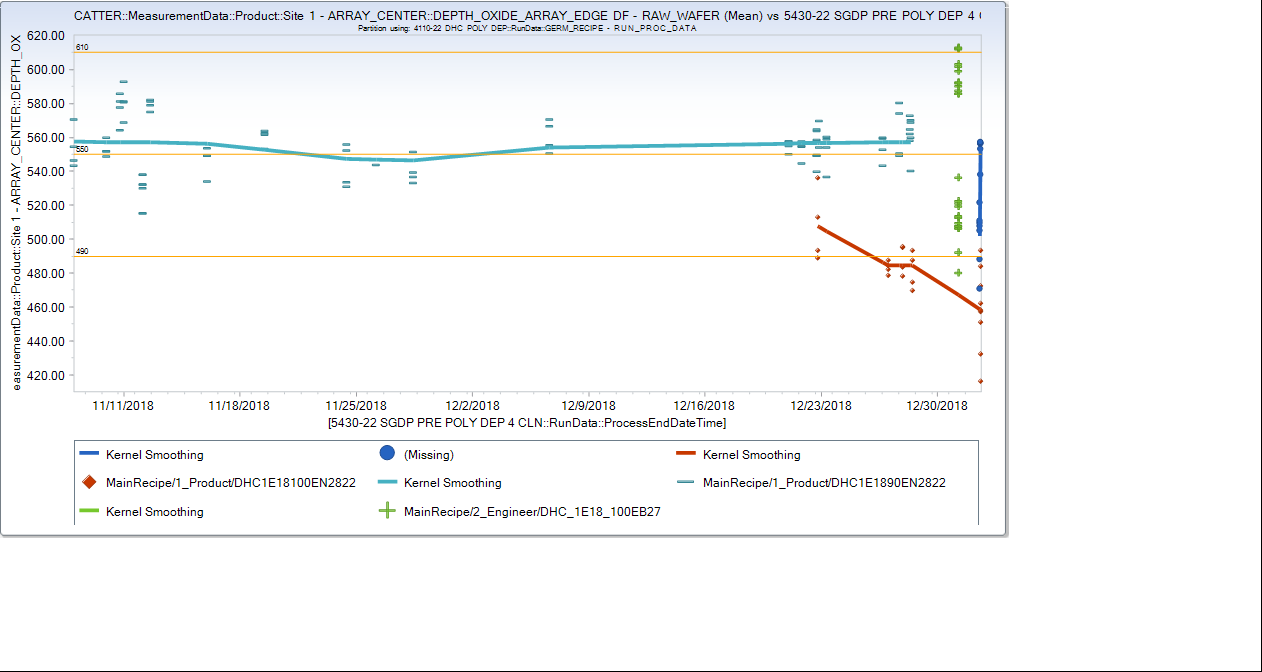 CATTER::MeasurementData::Product::Site 1 - ARRAY_CENTER::DEPTH_OXIDE_ARRAY_EDGE DF - RAW_WAFER (Mean) vs 5430-22 SGDP PRE POLY DEP 4
Partition using: 4110-22 DHC POLY DEP::RunData::GERM_RECIPE - RUN_PROC_DATA
easurementData::Product::Site 1 - ARRAY_CENTER::DEPTH_OX
620.00
610
600.00
580.00
560.00
550
540.00
520.00
500.00
490
480.00
460.00
440.00
420.00
11/11/2018 11/18/2018 11/25/2018 12/2/2018 12/9/2018 12/16/2018 12/23/2018 12/30/2018
[5430-22 SGDP PRE POLY DEP 4 CLN::RunData::ProcessEndDateTime]
Kernel Smoothing (Missing) Kernel Smoothing
MainRecipe/1_Product/DHC1E18100EN2822 Kernel Smoothing MainRecipe/1_Product/DHC1E1890EN2822
Kernel Smoothing MainRecipe/2_Engineer/DHC_1E18_100EB27